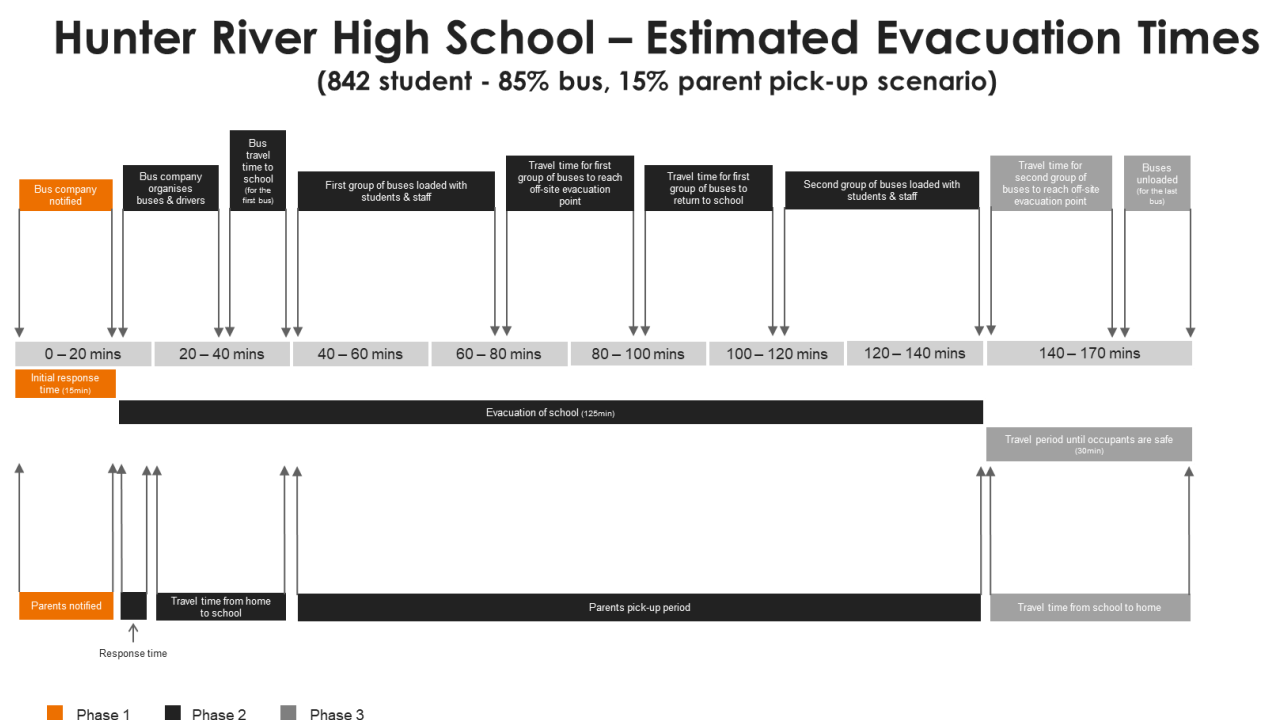 Hunter River High School – Estimated Evacuation Times
(842 student - 85% bus, 15% parent pick-up scenario)
Bus company
notified
Bus company
organises
buses & drivers
Bus
travel
time to
school
(for the
first bus)
First group of buses loaded with
students & staff
Travel time for first
group of buses to reach
off-site evacuation
point
Travel time for first
group of buses to
return to school
Second group of buses loaded with
students & staff
Travel time for
second group of
buses to reach off-site
evacuation point
Buses
unloaded
(for the last
bus)
0 – 20 mins
20 – 40 mins
40 – 60 mins
60 – 80 mins
80 – 100 mins
100 – 120 mins
120 – 140 mins
140 – 170 mins
Initial response
time (15min)
Evacuation of school (125min)
Travel period until occupants are safe
(30min)
Parents notified
Travel time from home
to school
Parents pick-up period
Travel time from school to home
Response time
Phase 1
Phase 2
Phase 3